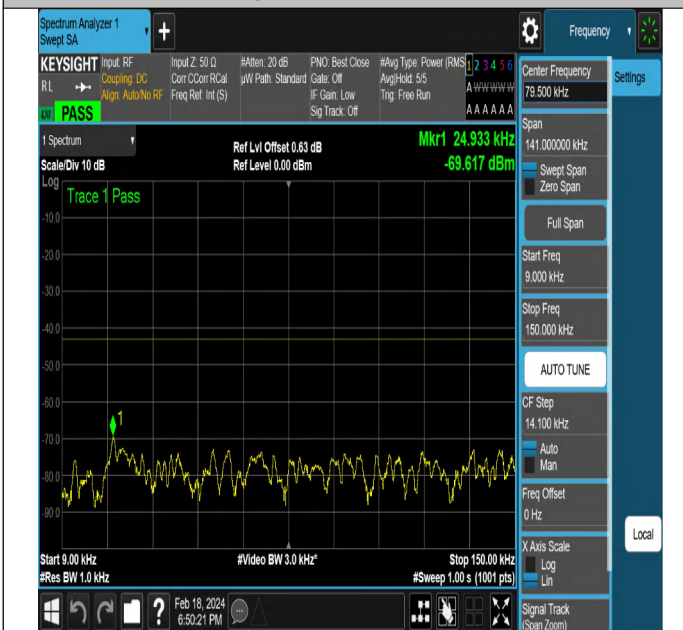 Spectrum Analyzer 1
Swept SA
Frequency
KEYSIGHT
RL
LXI PASS
Input: RF
Coupling: DC
Align: Auto/No RF
Input Z: 50 Ω
Corr CCorr RCal
Freq Ref: Int (S)
#Atten: 20 dB
µW Path: Standard
PNO: Best Close
Gate: Off
IF Gain: Low
Sig Track: Off
#Avg Type: Power (RMS
Avg|Hold: 5/5
Trig: Free Run
1 2 3 4 5 6
A W W W W W
A A A A A A
1 Spectrum
Scale/Div 10 dB
Ref Lvl Offset 0.63 dB
Ref Level 0.00 dBm
Mkr1 24.933 kHz
-69.617 dBm
Log
Trace 1 Pass
-10.0
-20.0
-30.0
-40.0
-50.0
-60.0
-70.0
-80.0
-90.0
1
Start 9.00 kHz
#Res BW 1.0 kHz
#Video BW 3.0 kHz*
Stop 150.00 kHz
#Sweep 1.00 s (1001 pts)
Feb 18, 2024
6:50:21 PM
Center Frequency
79.500 kHz
Settings
Span
141.000000 kHz
Swept Span
Zero Span
Full Span
Start Freq
9.000 kHz
Stop Freq
150.000 kHz
AUTO TUNE
CF Step
14.100 kHz
Auto
Man
Freq Offset
0 Hz
X Axis Scale
Log
Lin
Local
Signal Track
(Span Zoom)